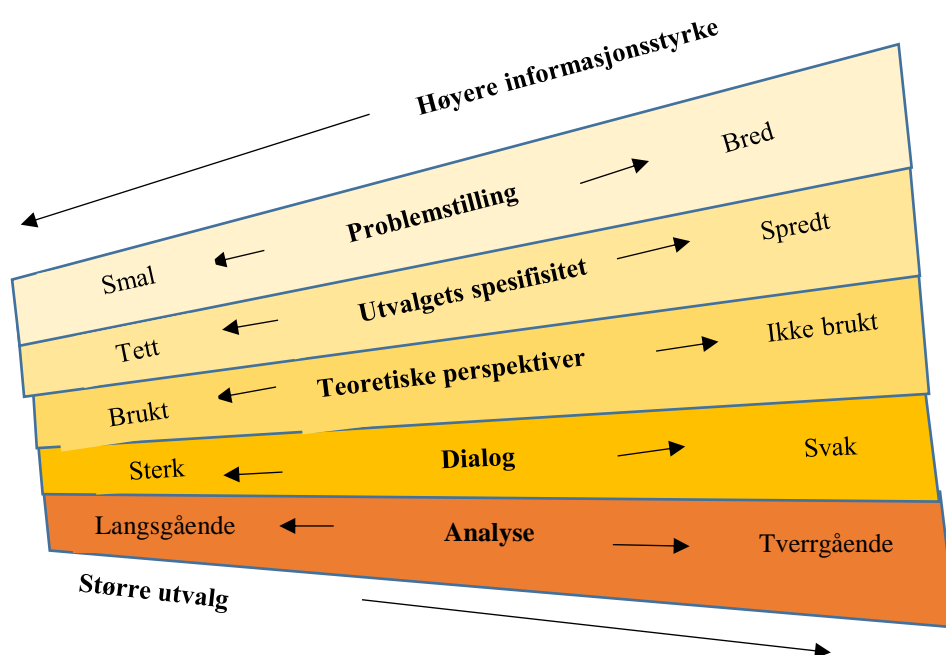 Høyere informasjonsstyrke
Smal Problemstilling Bred
Tett Utvalgets spesifisitet Spredt
Brukt Teoretiske perspektiver Ikke brukt
Sterk Dialog Svak
Langsgående Analyse Tverrgående
Større utvalg